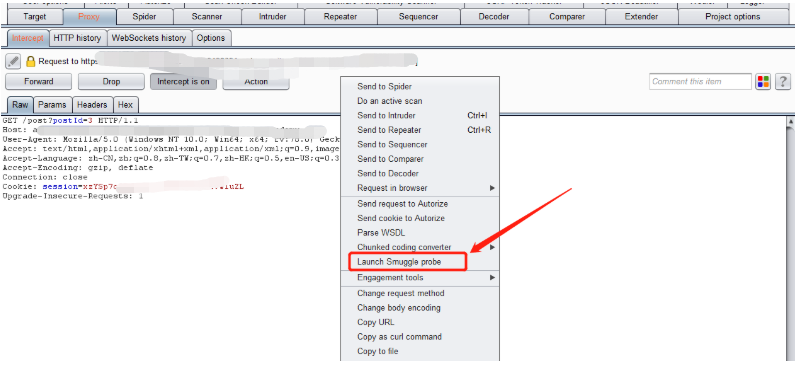 Target Proxy Spider Scanner Intruder Repeater Sequencer Decoder Comparer Extender Project options
Intercept HTTP history WebSockets history Options
Request to https
Forward Drop Intercept is on Action Comment this item
Raw Params Headers Hex
GET /post?postId=3 HTTP/1.1
Host: a
User-Agent: Mozilla/5.0 (Windows NT 10.0; Win64; x64; rv:70.0) Geck
Accept: text/html,application/xhtml+xml,application/xml;q=0.9,image
Accept-Language: zh-CN,zh;q=0.8,zh-TW;q=0.7,zh-HK;q=0.5,en-US;q=0.3
Accept-Encoding: gzip, deflate
Connection: close
Cookie: session=xzYSp7
Upgrade-Insecure-Requests: 1
Send to Spider
Do an active scan
Send to Intruder Ctrl+I
Send to Repeater Ctrl+R
Send to Sequencer
Send to Comparer
Send to Decoder
Request in browser
Send request to Autorize
Send cookie to Autorize
Parse WSDL
Chunked coding converter
Launch Smuggle probe
Engagement tools
Change request method
Change body encoding
Copy URL
Copy as curl command
Copy to file